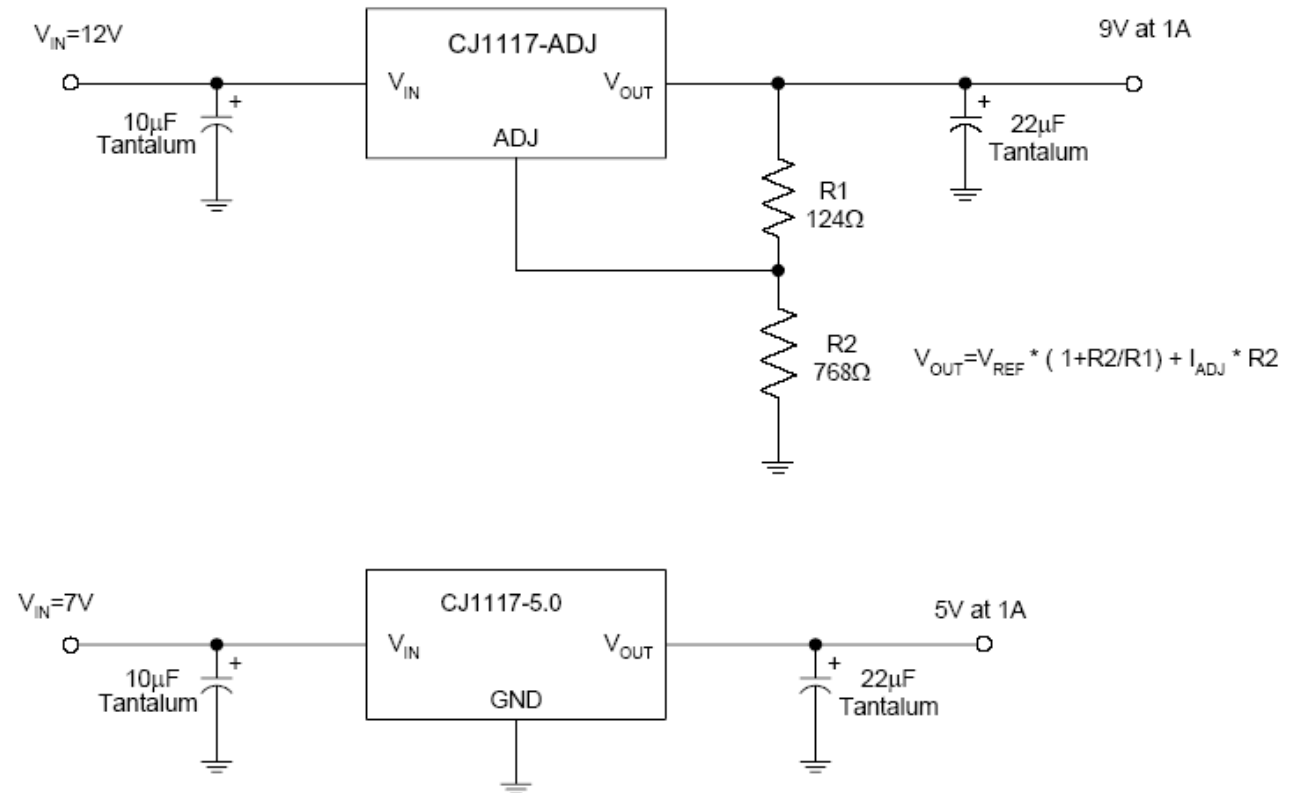 V_IN=12V
CJ1117-ADJ
9V at 1A
V_IN
V_OUT
+
10μF
Tantalum
ADJ
+
22μF
Tantalum
R1
124Ω
R2
768Ω
V_OUT=V_REF * ( 1+R2/R1) + I_ADJ * R2
V_IN=7V
CJ1117-5.0
5V at 1A
V_IN
V_OUT
+
10μF
Tantalum
GND
+
22μF
Tantalum